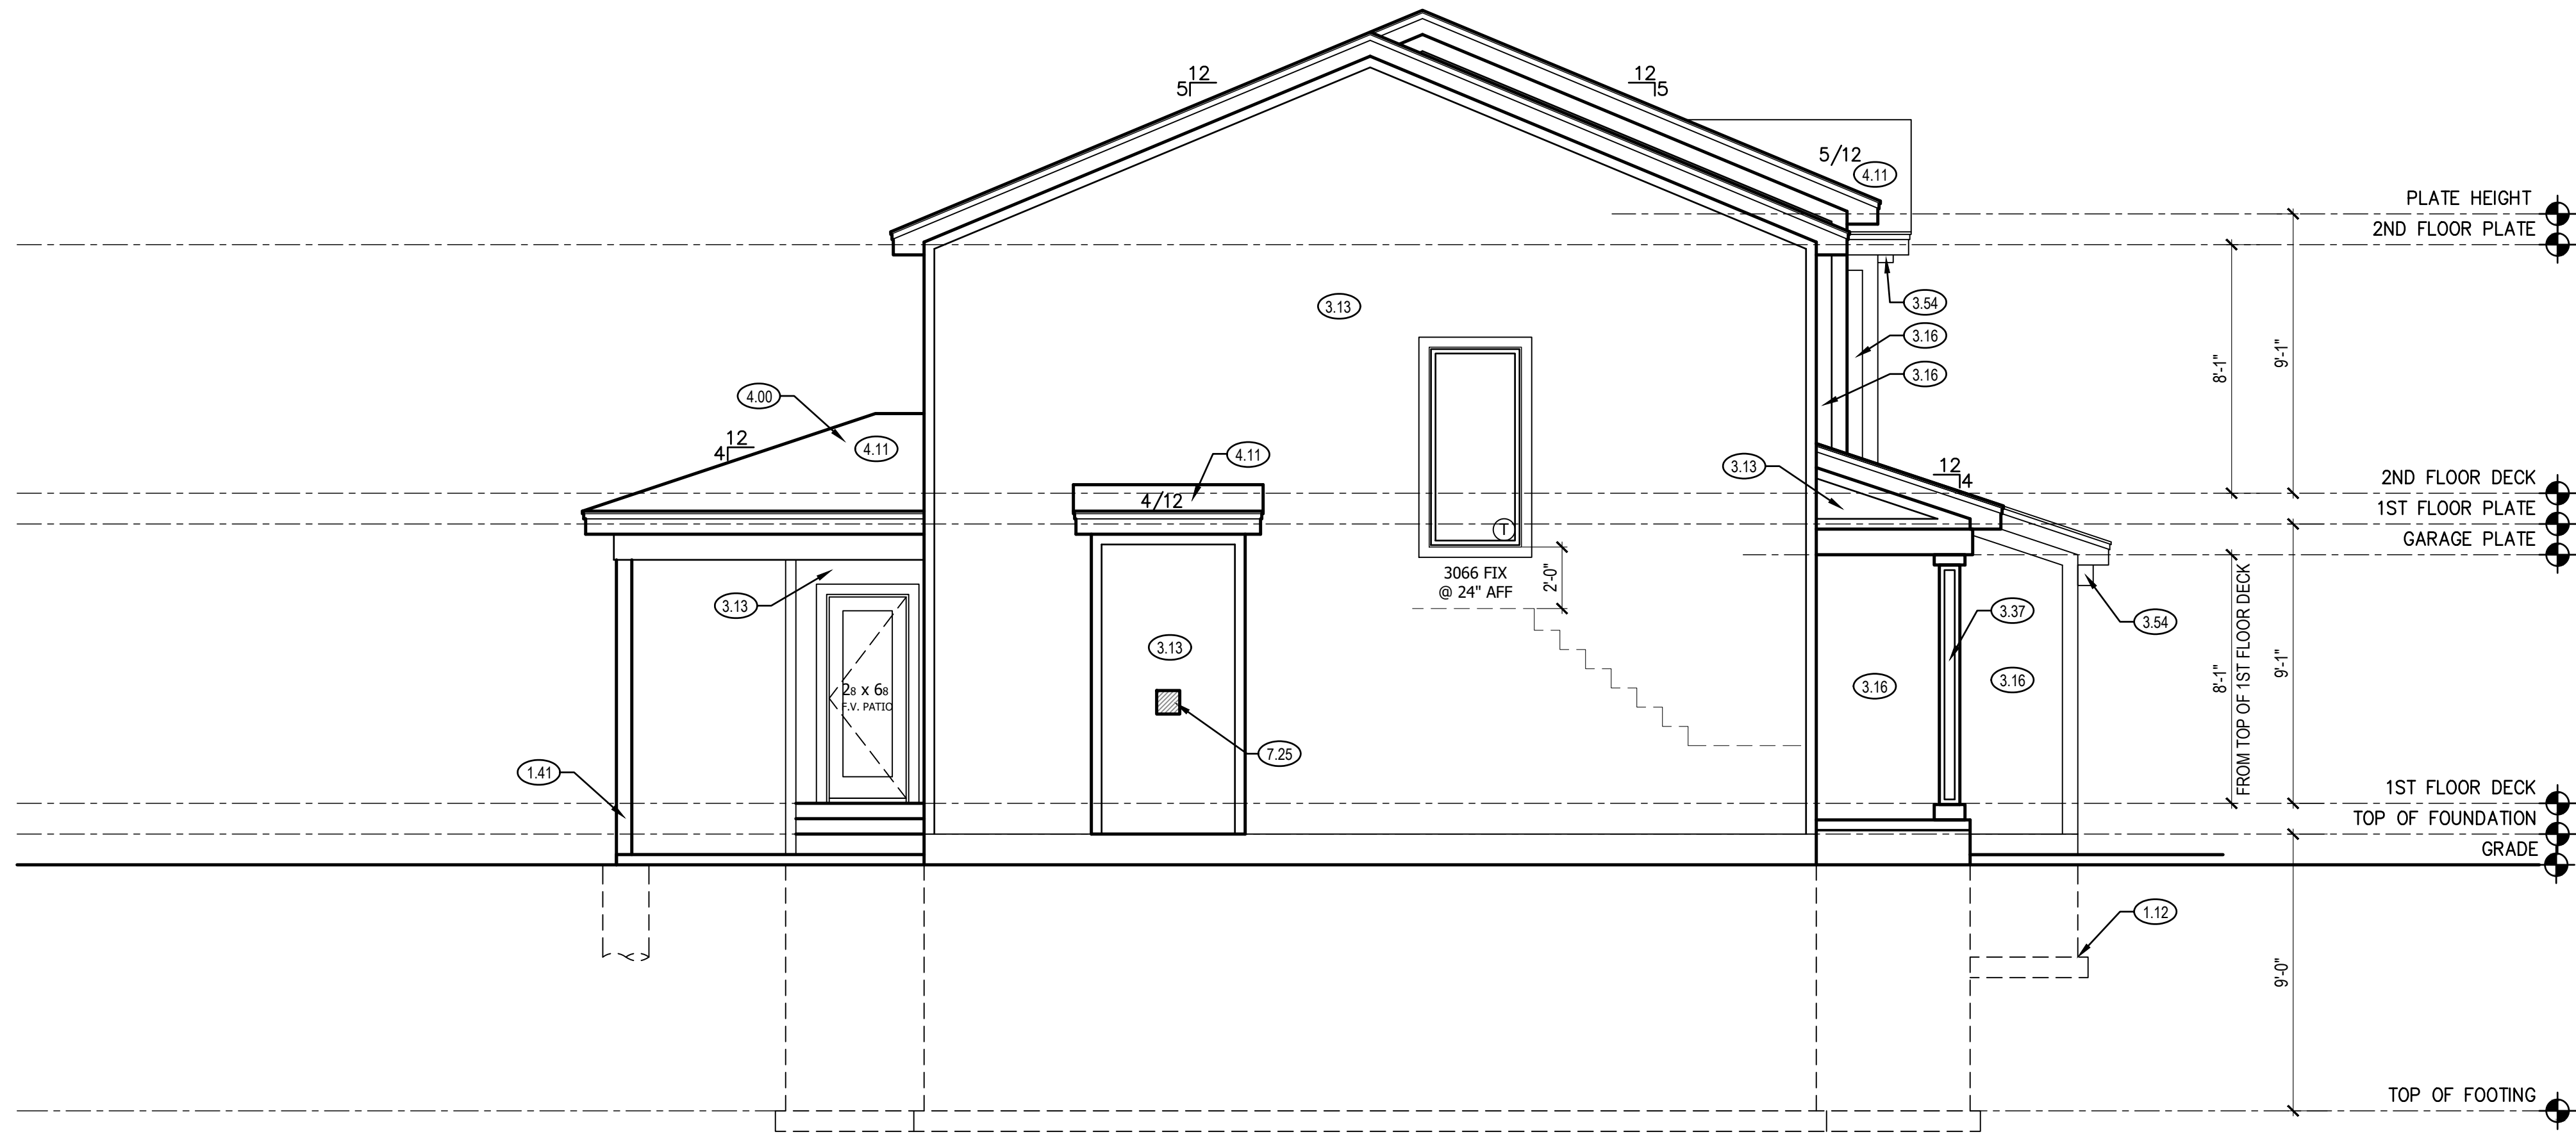 12
5
12
5
5/12
4.11
PLATE HEIGHT
2ND FLOOR PLATE
3.13
3.54
3.16
3.16
8'-1"
9'-1"
4.00
12
4
4.11
4.11
4/12
3.13
12
4
2ND FLOOR DECK
1ST FLOOR PLATE
GARAGE PLATE
T
3066 FIX
@ 24" AFF
2'-0"
3.13
28 x 68
F.V. PATIO
3.13
7.25
1.41
3.37
3.16
3.16
3.54
8'-1"
FROM TOP OF 1ST FLOOR DECK
9'-1"
1ST FLOOR DECK
TOP OF FOUNDATION
GRADE
1.12
9'-0"
TOP OF FOOTING